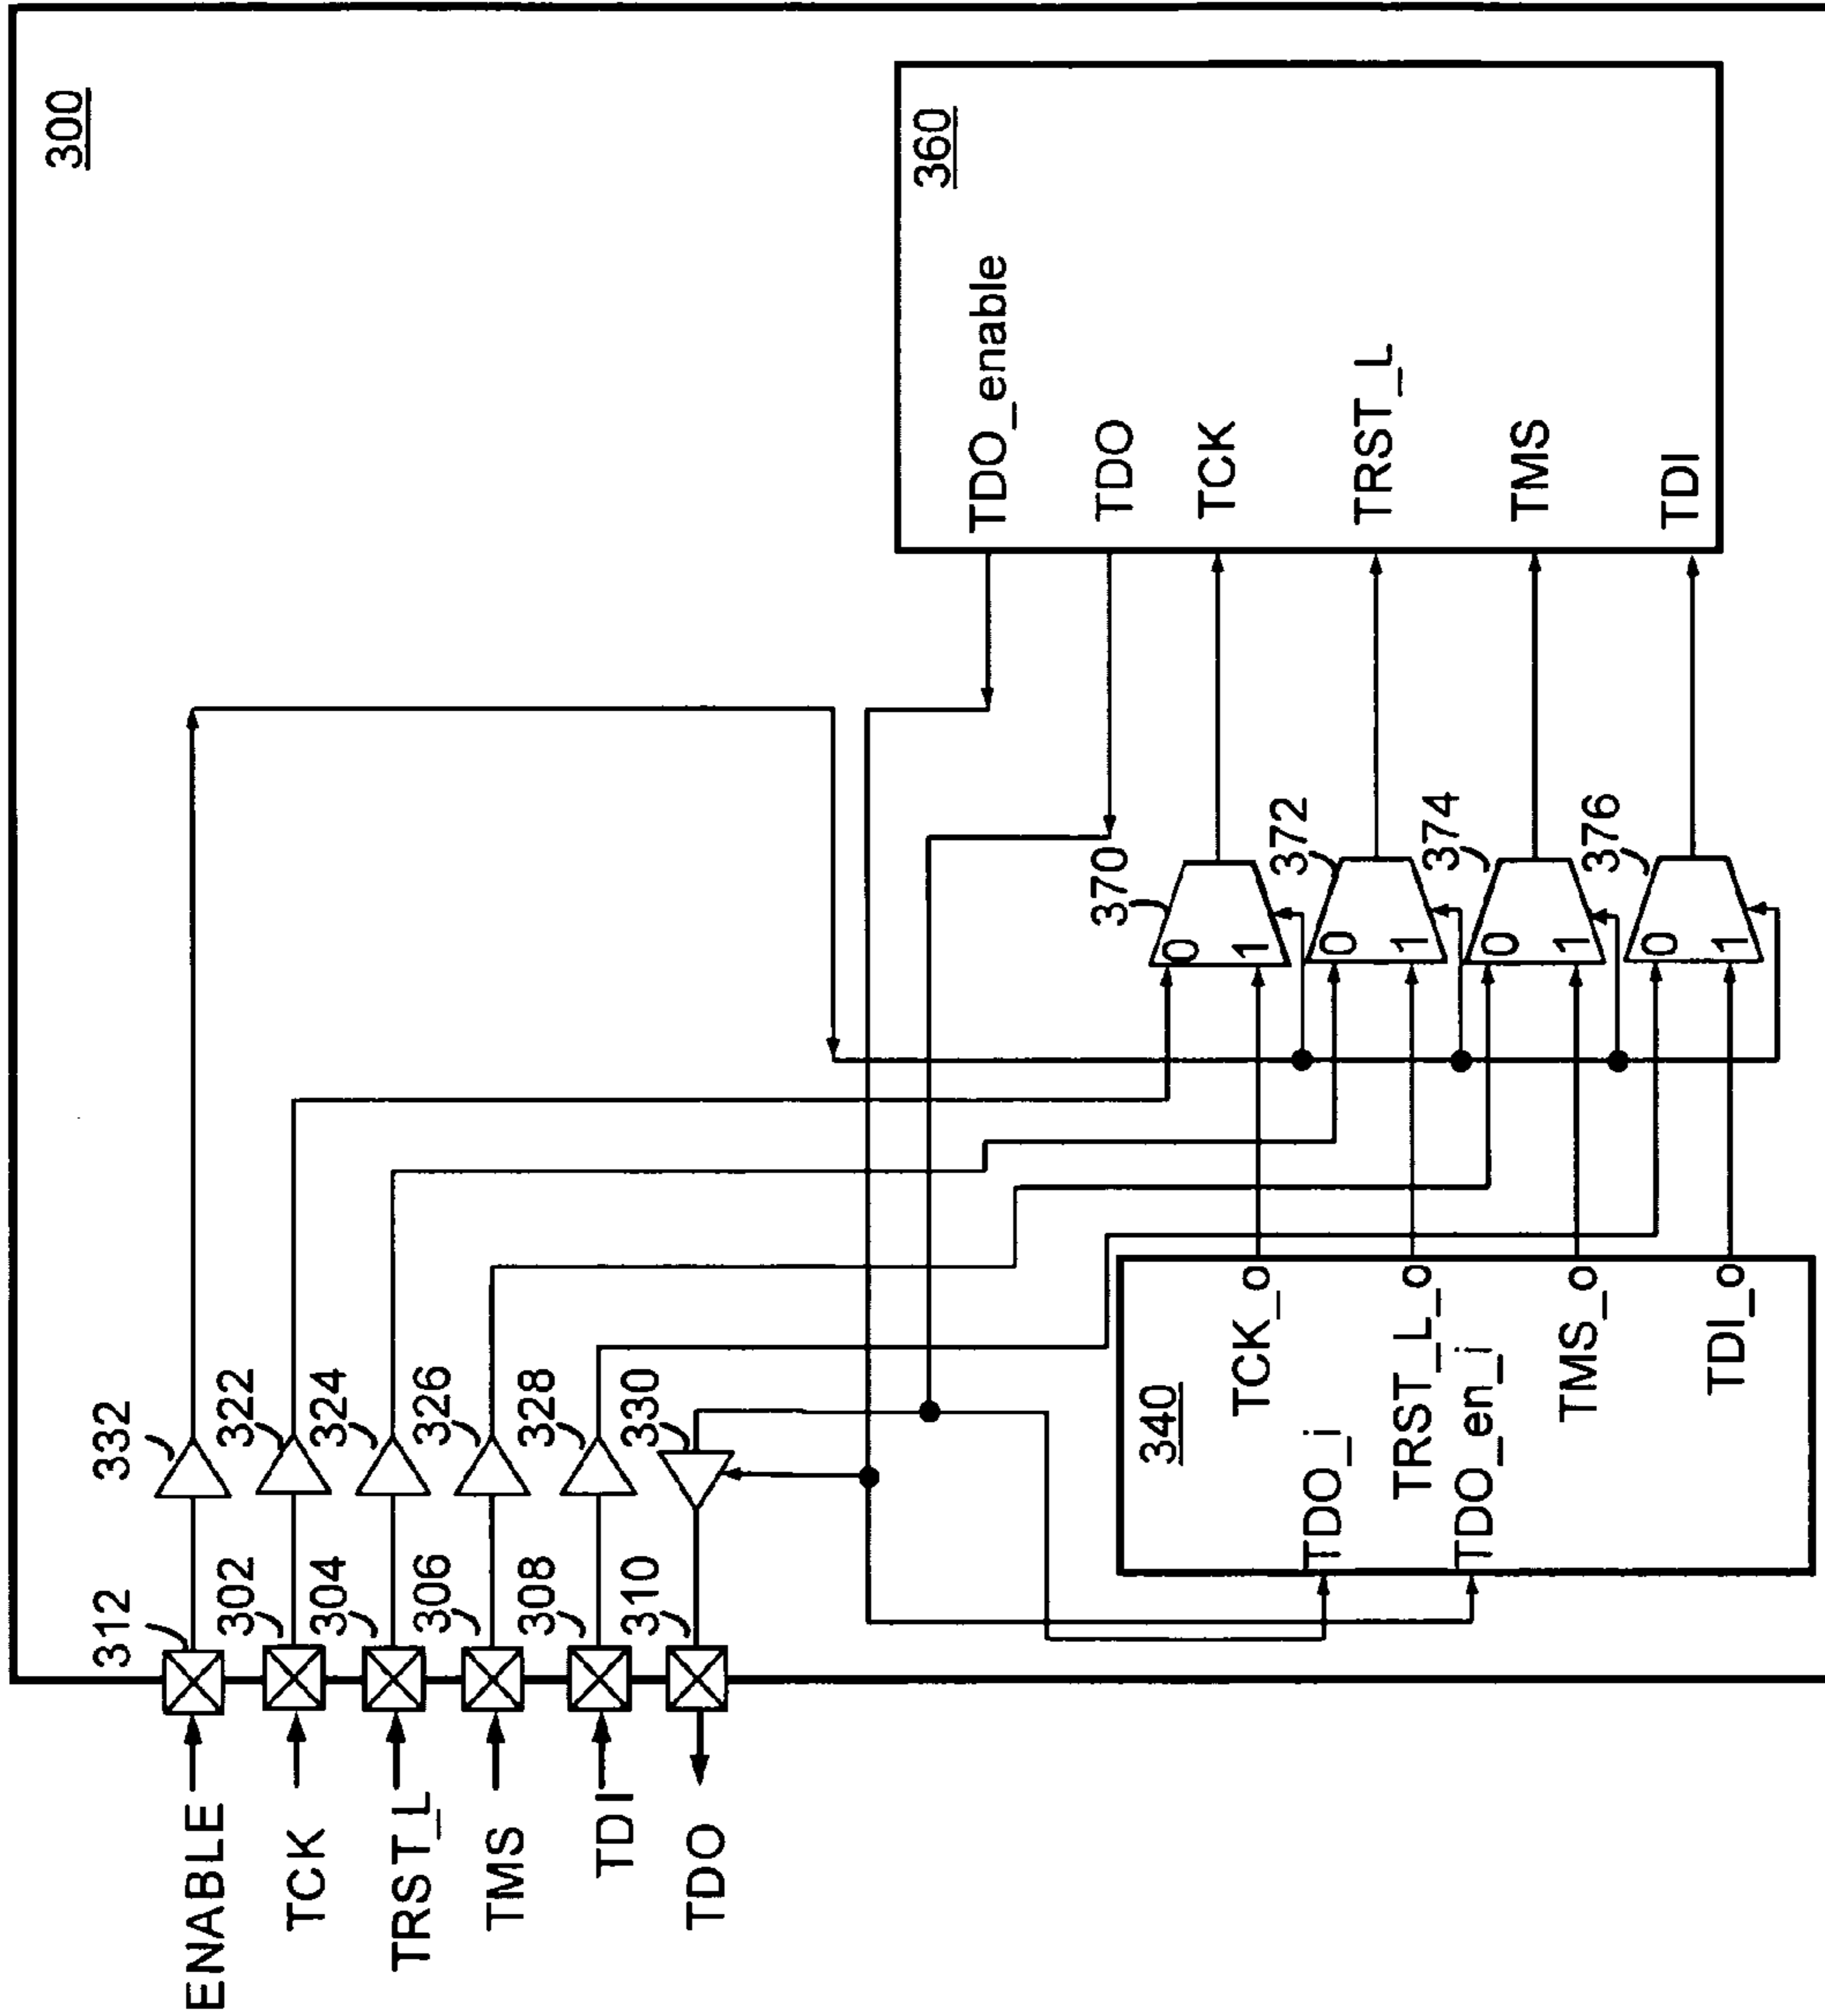 300
ENABLE
312
332
TCK
302
322
TRST_L
304
324
TMS
306
326
TDI
308
328
TDO
310
330
360
TDO_enable
TDO
TCK
TRST_L
TMS
TDI
370
0
1
372
0
1
374
0
1
376
0
1
340
TCK_o
TDO_i
TRST_L_o
TDO_en_i
TMS_o
TDI_o